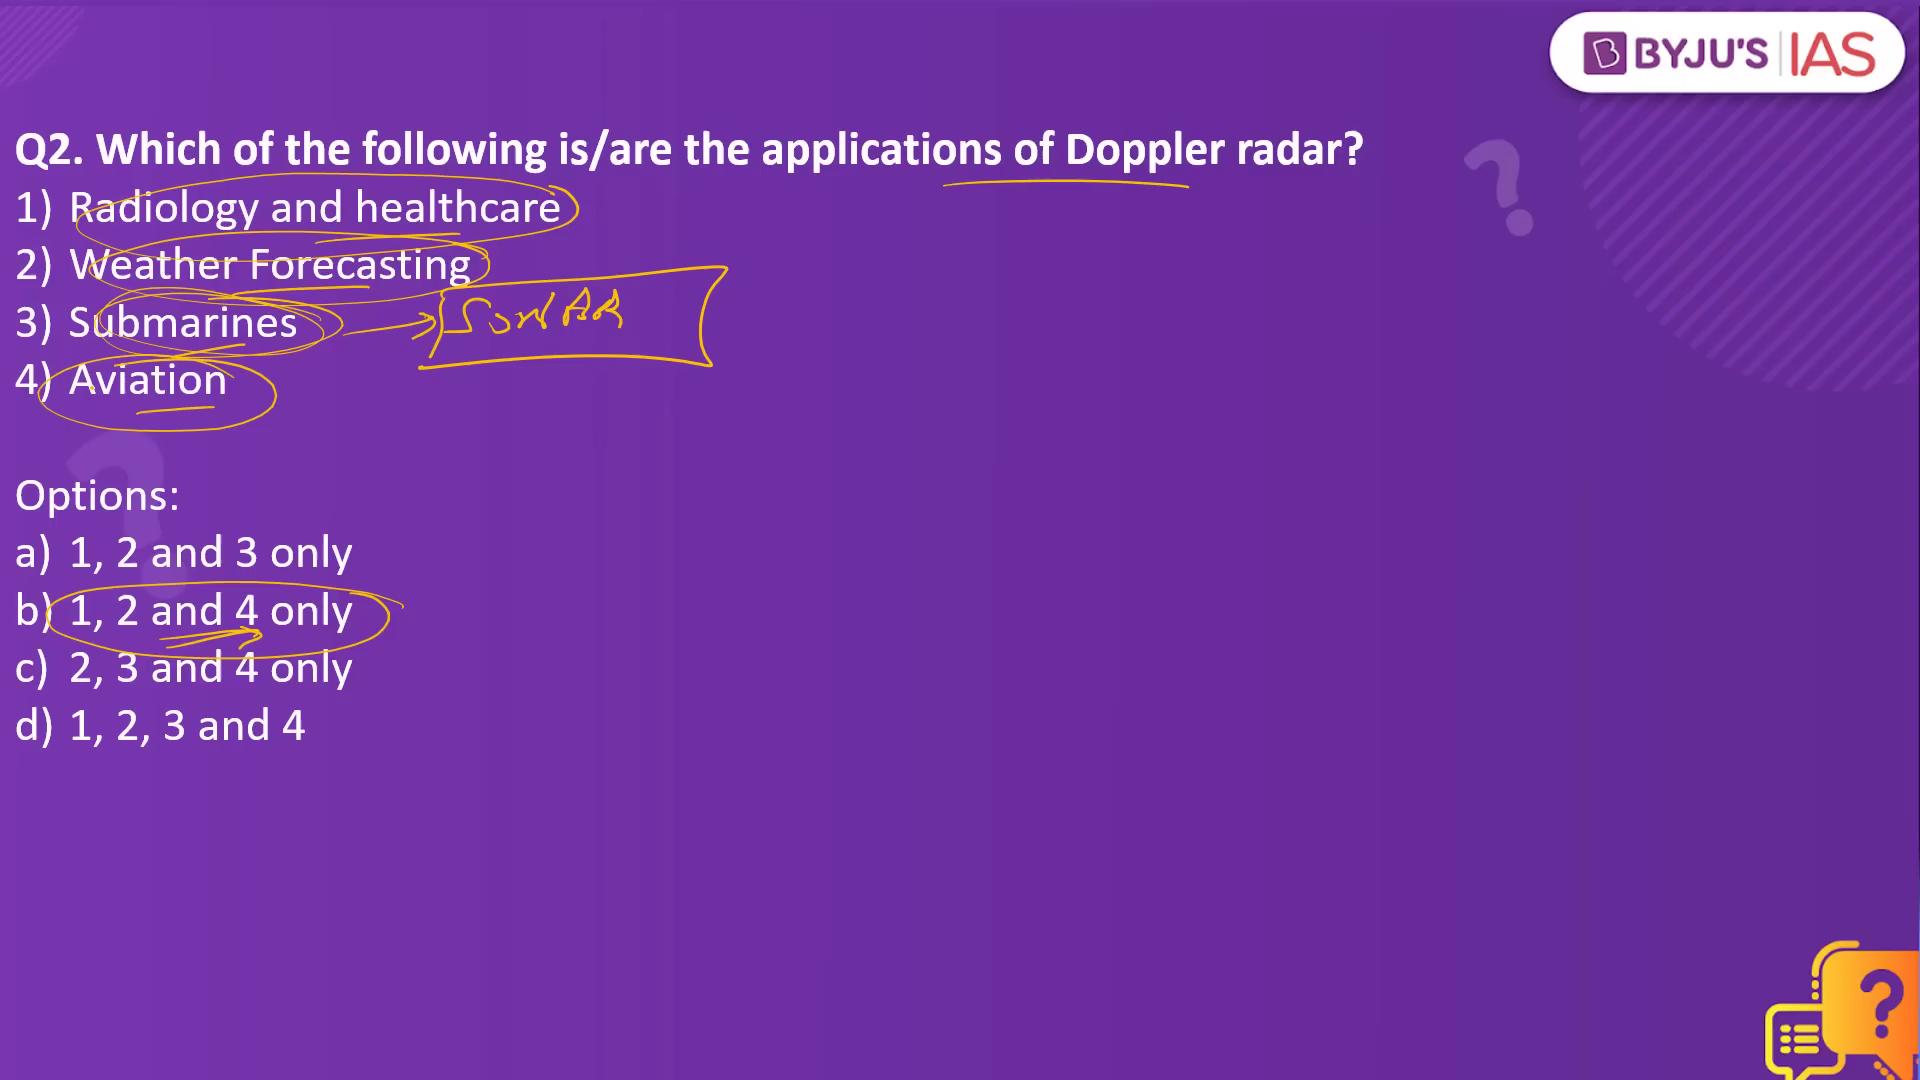 BYJU'S IAS
Q2. Which of the following is/are the applications of Doppler radar?
1) Radiology and healthcare
2) Weather Forecasting
3) Submarines
SONAR
4) Aviation
Options:
a) 1, 2 and 3 only
b) 1, 2 and 4 only
c) 2, 3 and 4 only
d) 1, 2, 3 and 4